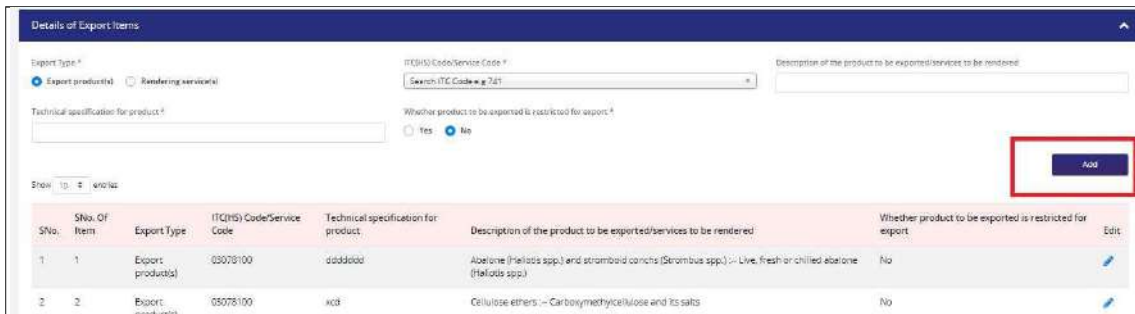 Details of Export Items
Export Type * ITC(HS) Code/Service Code * Description of the product to be exported/services to be rendered
Export product(s) Rendering service(s) Search ITC Code e.g 741
Technical specification for product * Whether product to be exported is restricted for export *
Yes No
Add
Show 10 entries
SNo. SNo. Of Item Export Type ITC(HS) Code/Service Code Technical specification for product Description of the product to be exported/services to be rendered Whether product to be exported is restricted for export Edit
1 1 Export product(s) 03078100 ddddddd Abalone (Haliotis spp.) and stromboid conchs (Strombus spp.) :-- Live, fresh or chilled abalone (Haliotis spp.) No
2 2 Export product(s) 03078100 xcd Cellulose ethers :-- Carboxymethylcellulose and its salts No